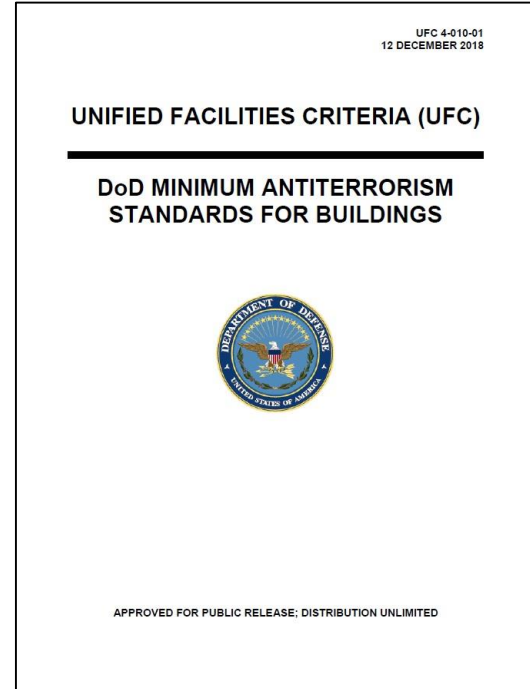 UFC 4-010-01
12 DECEMBER 2018
UNIFIED FACILITIES CRITERIA (UFC)
DoD MINIMUM ANTITERRORISM
STANDARDS FOR BUILDINGS
DEPARTMENT OF DEFENSE
UNITED STATES OF AMERICA
APPROVED FOR PUBLIC RELEASE; DISTRIBUTION UNLIMITED